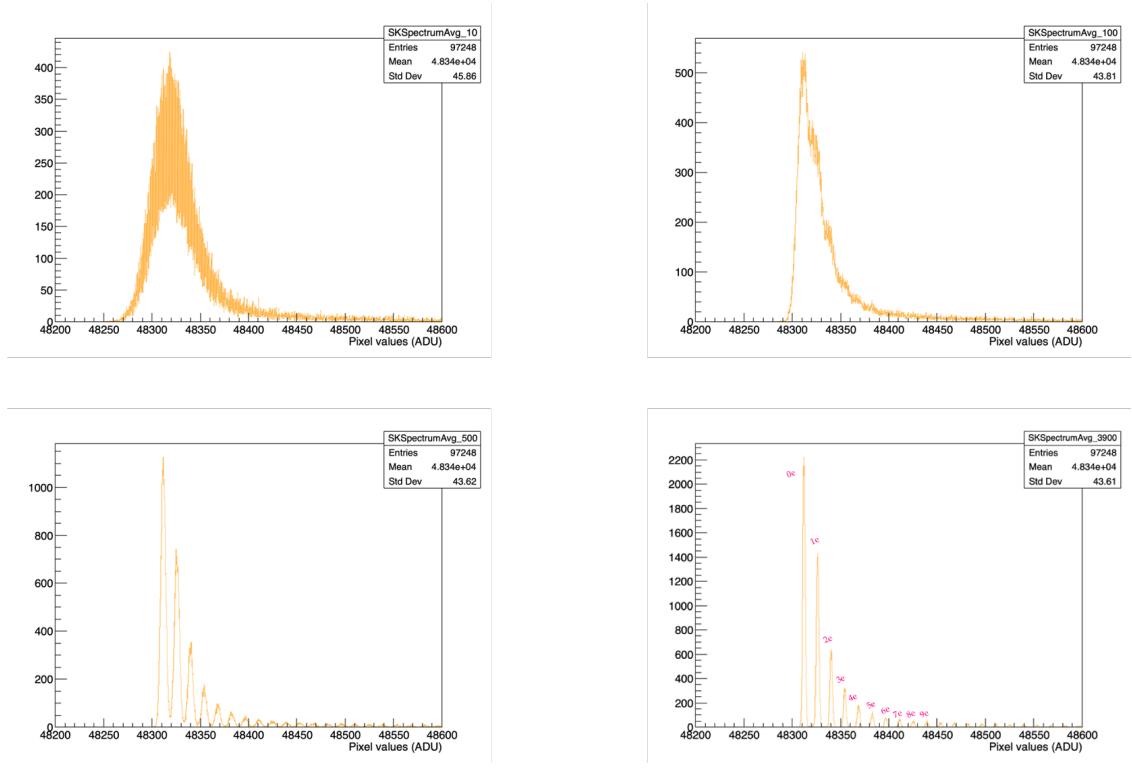 SKSpectrumAvg_10
Entries 97248
Mean 4.834e+04
Std Dev 45.86
400
350
300
250
200
150
100
50
0
48200 48250 48300 48350 48400 48450 48500 48550 48600
Pixel values (ADU)
SKSpectrumAvg_100
Entries 97248
Mean 4.834e+04
Std Dev 43.81
500
400
300
200
100
0
48200 48250 48300 48350 48400 48450 48500 48550 48600
Pixel values (ADU)
SKSpectrumAvg_500
Entries 97248
Mean 4.834e+04
Std Dev 43.62
1000
800
600
400
200
0
48200 48250 48300 48350 48400 48450 48500 48550 48600
Pixel values (ADU)
SKSpectrumAvg_3900
Entries 97248
Mean 4.834e+04
Std Dev 43.61
2200
2000
1800
1600
1400
1200
1000
800
600
400
200
0
0e
1e
2e
3e
4e
5e
6e
7e
8e
9e
48200 48250 48300 48350 48400 48450 48500 48550 48600
Pixel values (ADU)